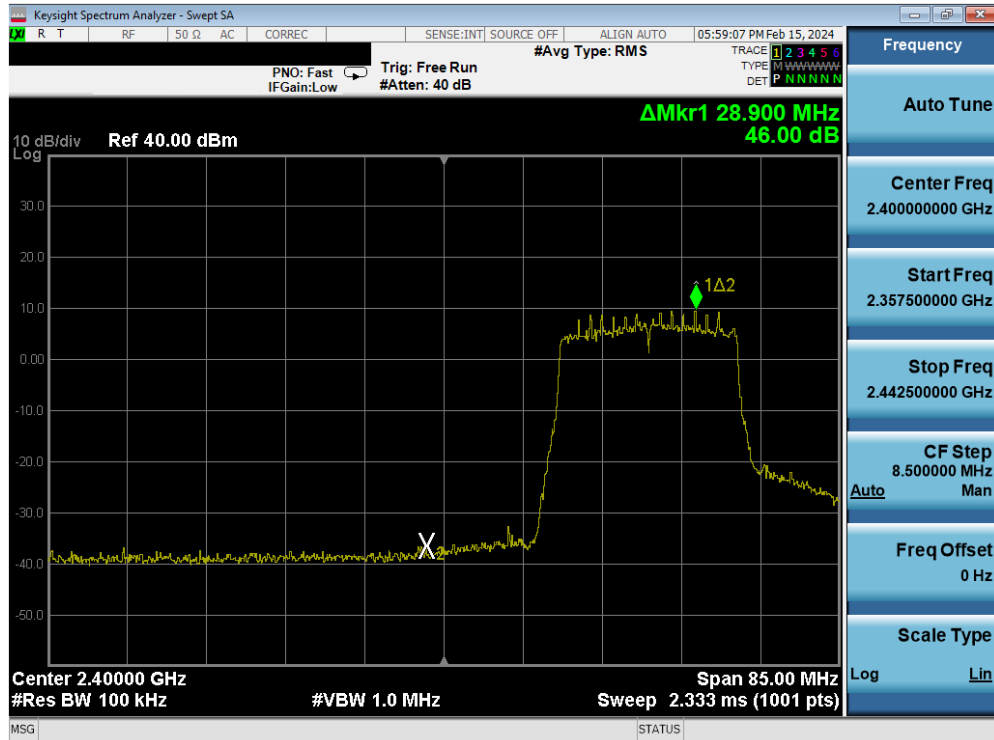 Keysight Spectrum Analyzer - Swept SA
LXI R T RF 50 Ω AC CORREC SENSE:INT SOURCE OFF ALIGN AUTO 05:59:07 PM Feb 15, 2024
PNO: Fast
IFGain:Low
Trig: Free Run
#Atten: 40 dB
#Avg Type: RMS
TRACE 1 2 3 4 5 6
TYPE M WWWWW
DET P N N N N N
ΔMkr1 28.900 MHz
46.00 dB
10 dB/div
Log
Ref 40.00 dBm
30.0
20.0
10.0
0.00
-10.0
-20.0
-30.0
-40.0
-50.0
1Δ2
X2
Center 2.40000 GHz
Span 85.00 MHz
#Res BW 100 kHz
#VBW 1.0 MHz
Sweep 2.333 ms (1001 pts)
MSG
STATUS
Frequency
Auto Tune
Center Freq
2.400000000 GHz
Start Freq
2.357500000 GHz
Stop Freq
2.442500000 GHz
CF Step
8.500000 MHz
Auto Man
Freq Offset
0 Hz
Scale Type
Log Lin